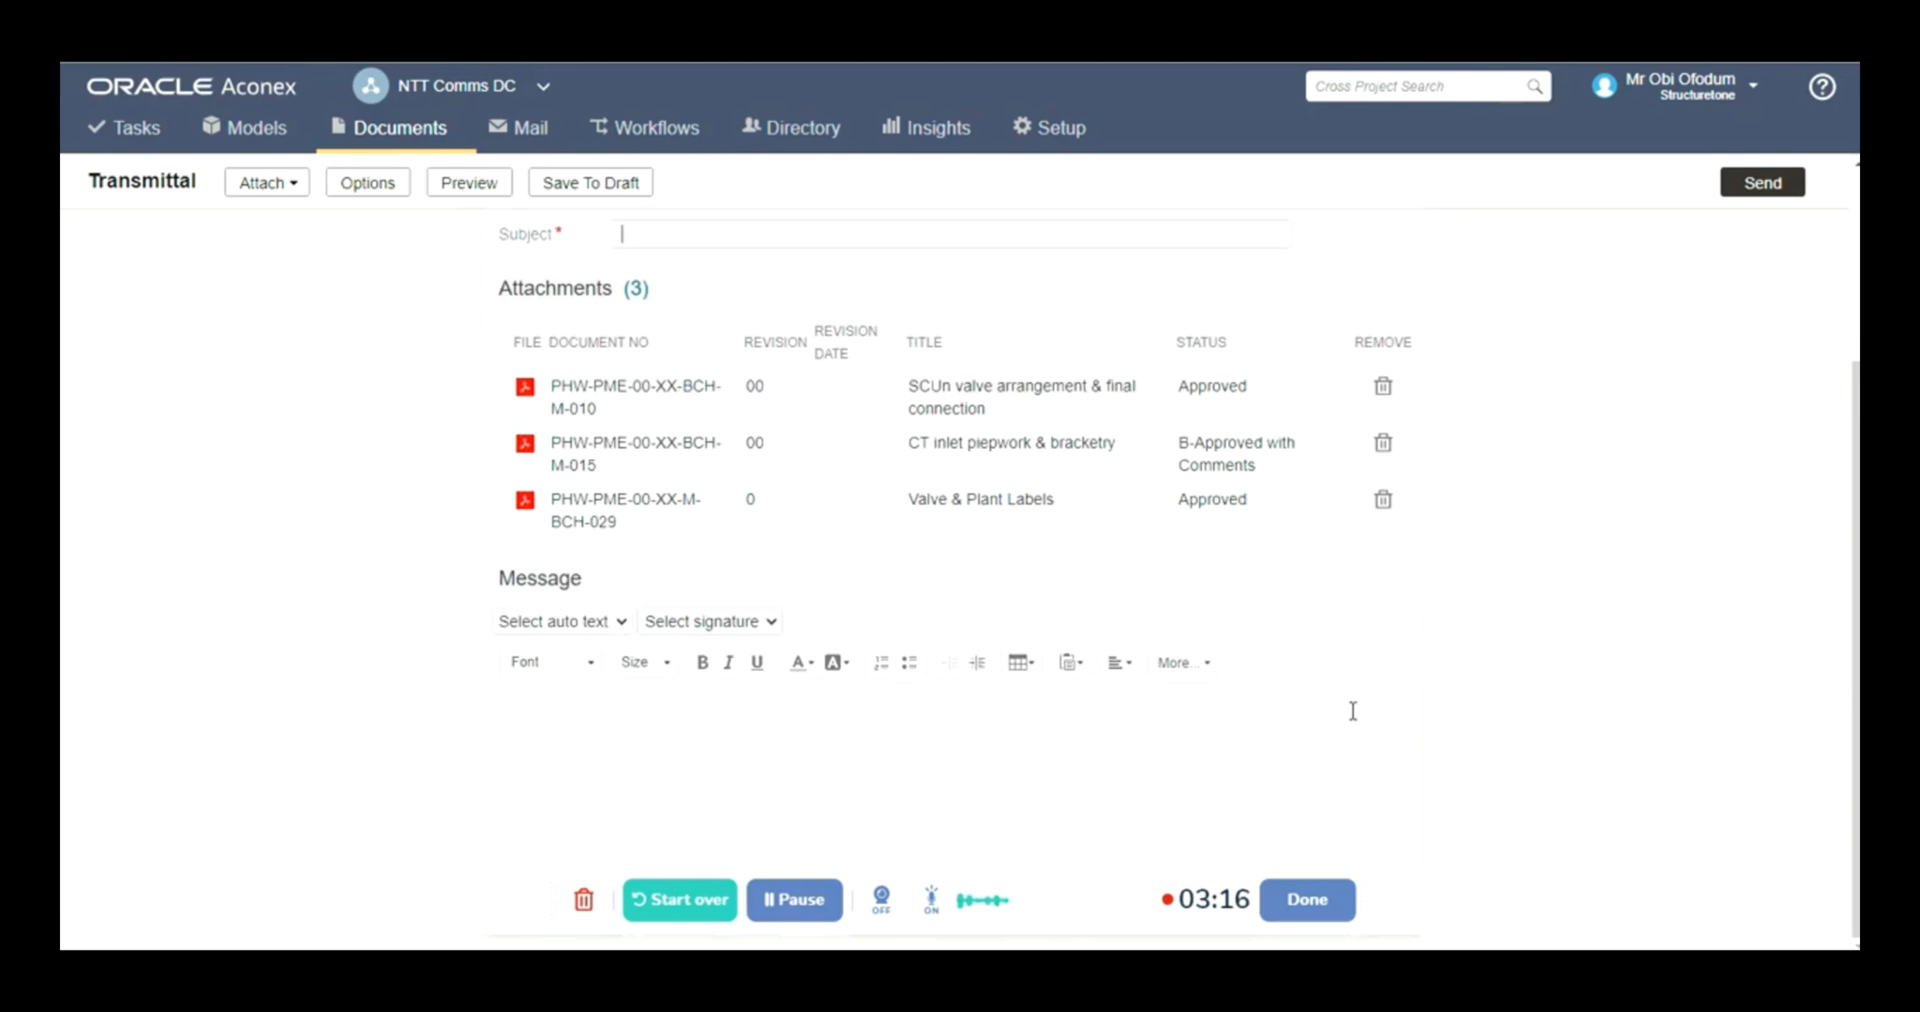 ORACLE Aconex
NTT Comms DC
Cross Project Search
Mr Obi Ofodum
Structuretone
Tasks
Models
Documents
Mail
Workflows
Directory
Insights
Setup
Transmittal
Attach
Options
Preview
Save To Draft
Send
Subject *
Attachments (3)
FILE DOCUMENT NO REVISION REVISION DATE TITLE STATUS REMOVE
PHW-PME-00-XX-BCH-M-010 00 SCUn valve arrangement & final connection Approved
PHW-PME-00-XX-BCH-M-015 00 CT inlet piepwork & bracketry B-Approved with Comments
PHW-PME-00-XX-M-BCH-029 0 Valve & Plant Labels Approved
Message
Select auto text Select signature
Font Size B I U A A More...
Start over
Pause
OFF
ON
03:16
Done